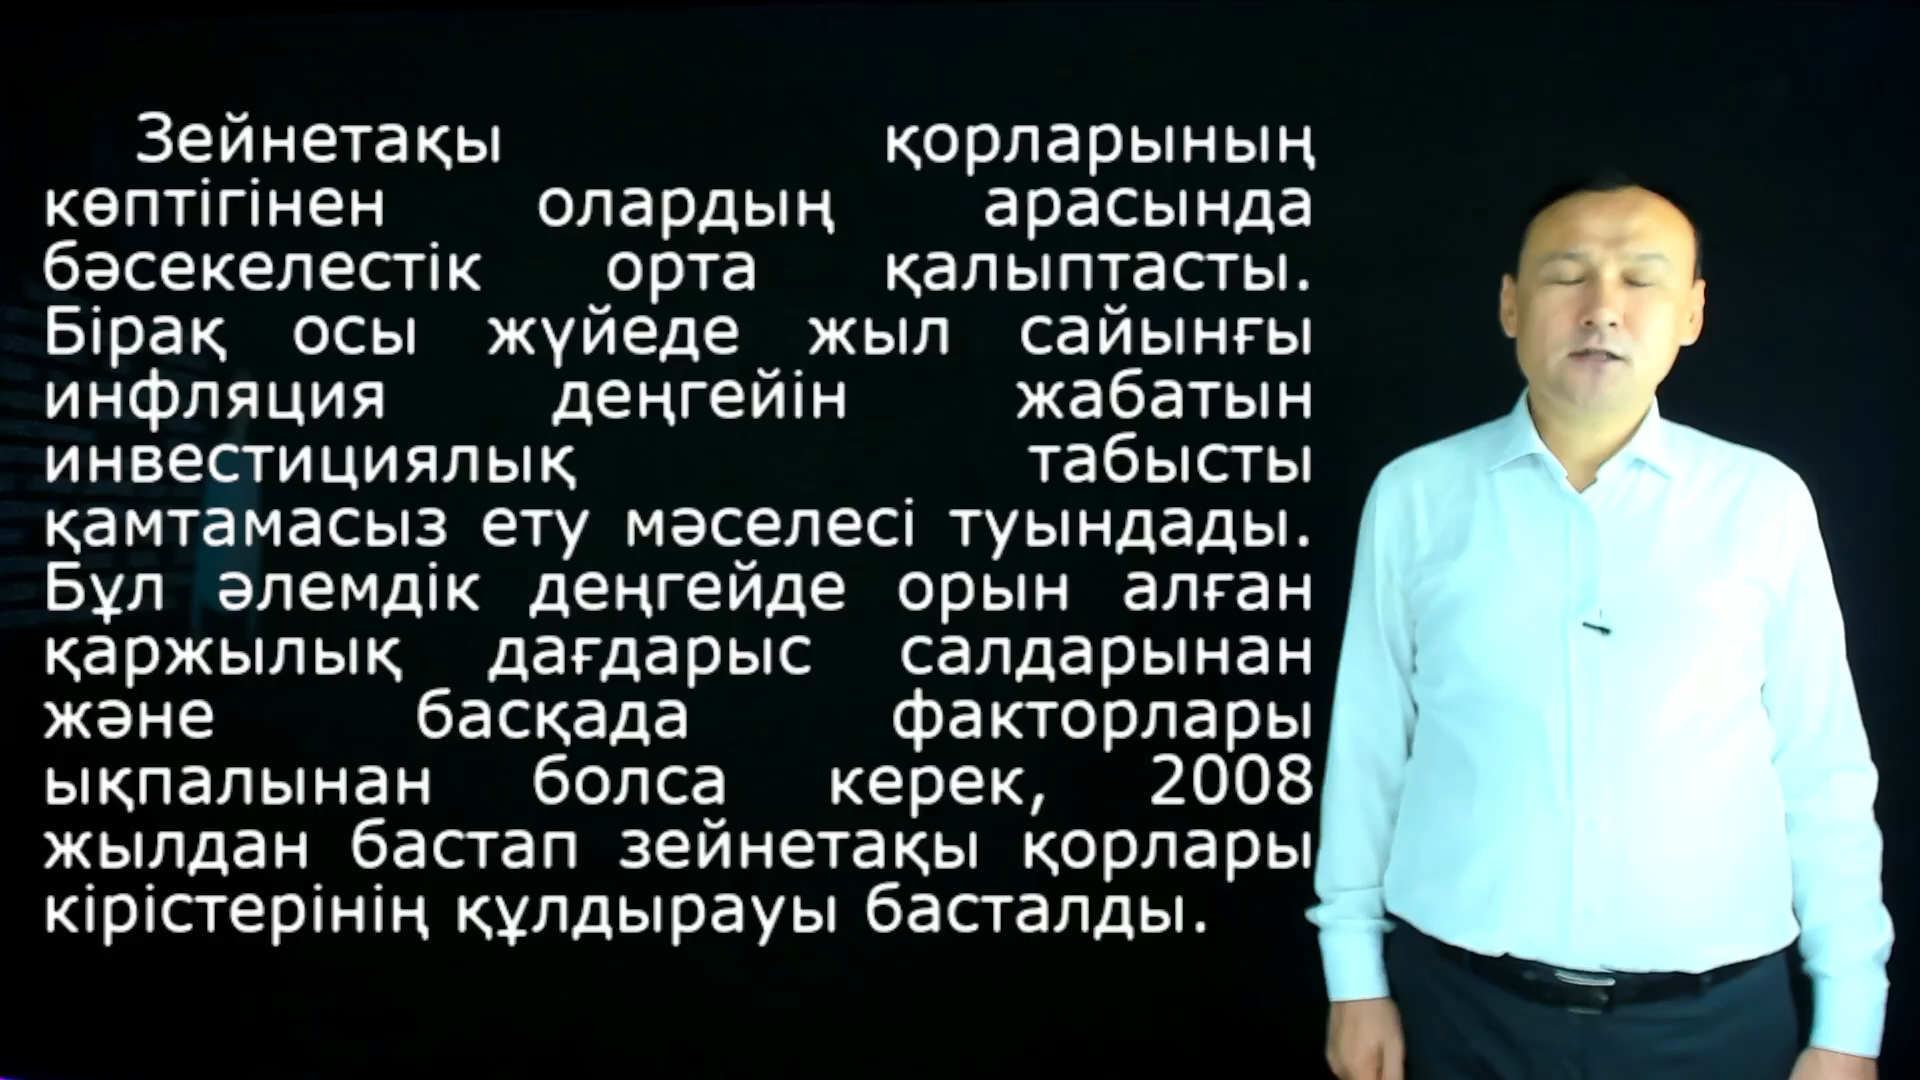 Зейнетақы қорларының
көптігінен олардың арасында
бәсекелестік орта қалыптасты.
Бірақ осы жүйеде жыл сайынғы
инфляция деңгейін жабатын
инвестициялық табысты
қамтамасыз ету мәселесі туындады.
Бұл әлемдік деңгейде орын алған
қаржылық дағдарыс салдарынан
және басқада факторлары
ықпалынан болса керек, 2008
жылдан бастап зейнетақы қорлары
кірістерінің құлдырауы басталды.